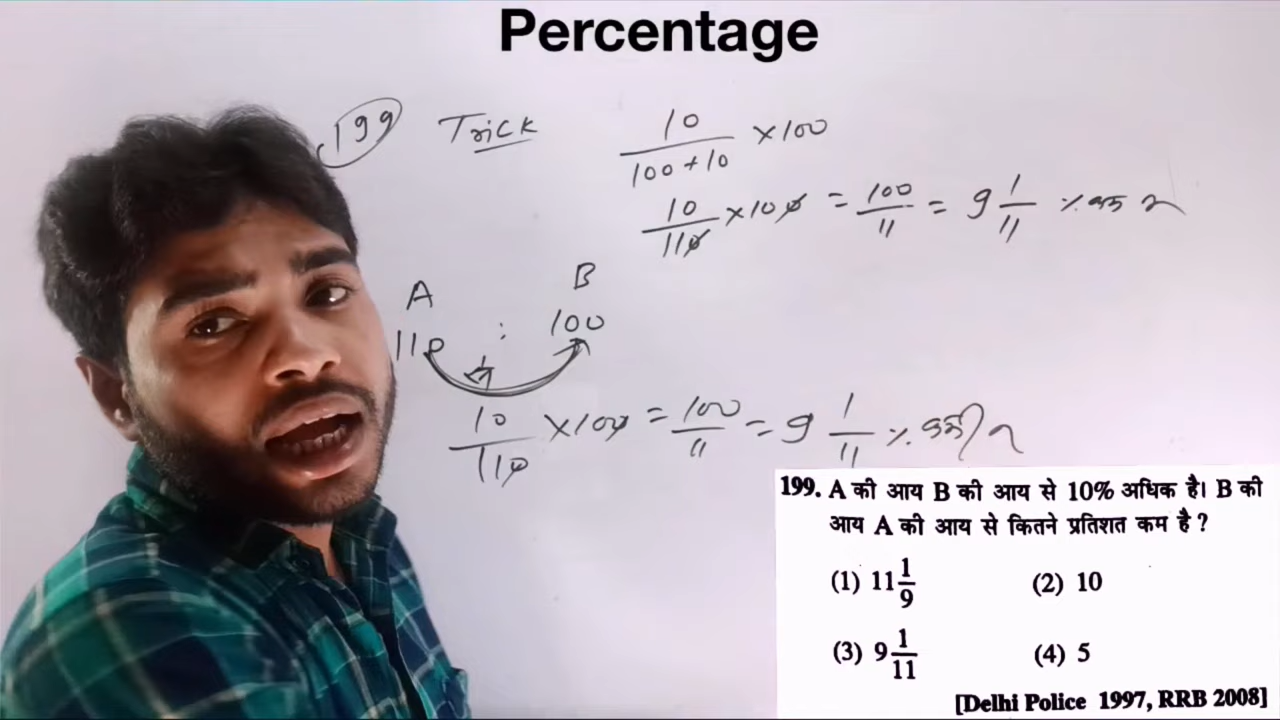 Percentage
199 Trick 10/100+10 ×100
10/110 ×100 = 100/11 = 9 1/11 %
A B
110 : 100
10/110 ×100 = 100/11 = 9 1/11 %
199. A की आय B की आय से 10% अधिक है। B की
आय A की आय से कितने प्रतिशत कम है ?
(1) 11 1/9 (2) 10
(3) 9 1/11 (4) 5
[Delhi Police 1997, RRB 2008]